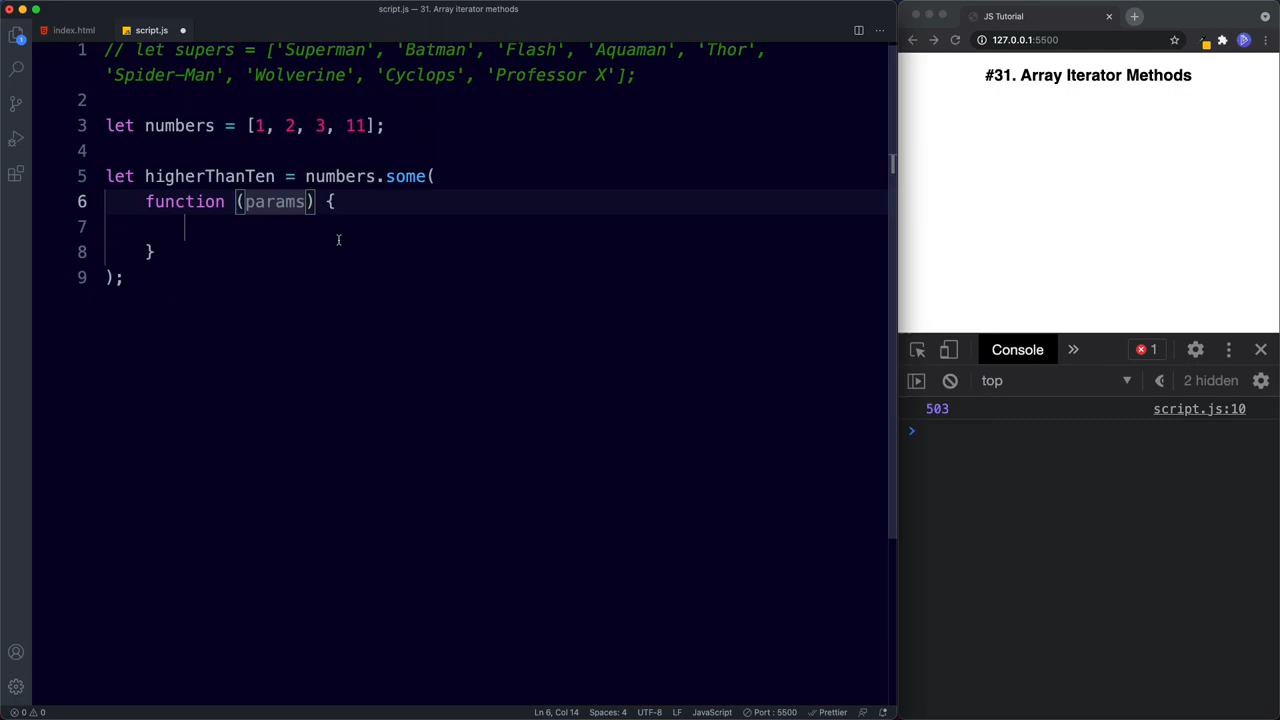 script.js — 31. Array iterator methods
index.html
script.js
1 // let supers = ['Superman', 'Batman', 'Flash', 'Aquaman', 'Thor',
'Spider-Man', 'Wolverine', 'Cyclops', 'Professor X'];
2
3 let numbers = [1, 2, 3, 11];
4
5 let higherThanTen = numbers.some(
6 function (params) {
7
8 }
9 );
0 0
Ln 6, Col 14 Spaces: 4 UTF-8 LF JavaScript Port : 5500 Prettier
JS Tutorial
127.0.0.1:5500
#31. Array Iterator Methods
Console » 1
top 2 hidden
503 script.js:10
>